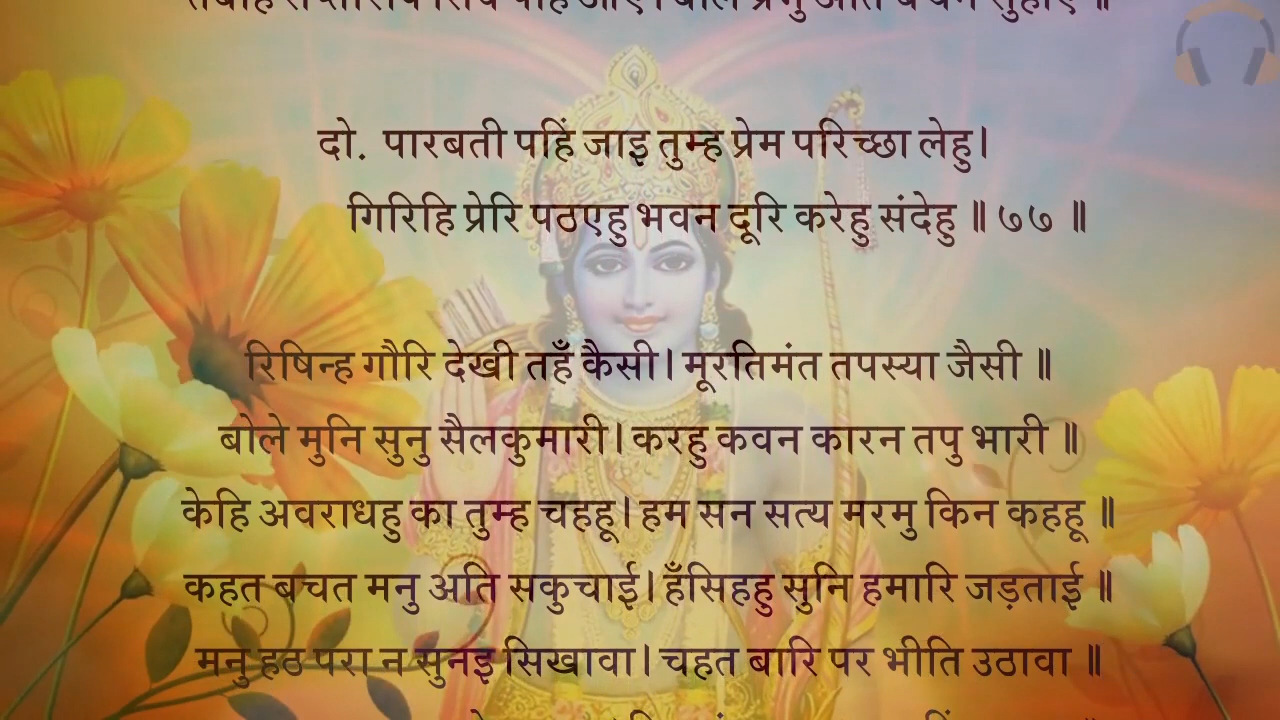 दो. पारबती पहिं जाइ तुम्ह प्रेम परिच्छा लेहु।
गिरिहि प्रेरि पठएहु भवन दूरि करेहु संदेहु ॥ ७७ ॥
रिषिन्ह गौरि देखी तहँ कैसी। मूरतिमंत तपस्या जैसी ॥
बोले मुनि सुनु सैलकुमारी। करहु कवन कारन तपु भारी ॥
केहि अवराधहु का तुम्ह चहहू। हम सन सत्य मरमु किन कहहू ॥
कहत बचत मनु अति सकुचाई। हँसिहहु सुनि हमारि जड़ताई ॥
मनु हठ परा न सुनइ सिखावा। चहत बारि पर भीति उठावा ॥